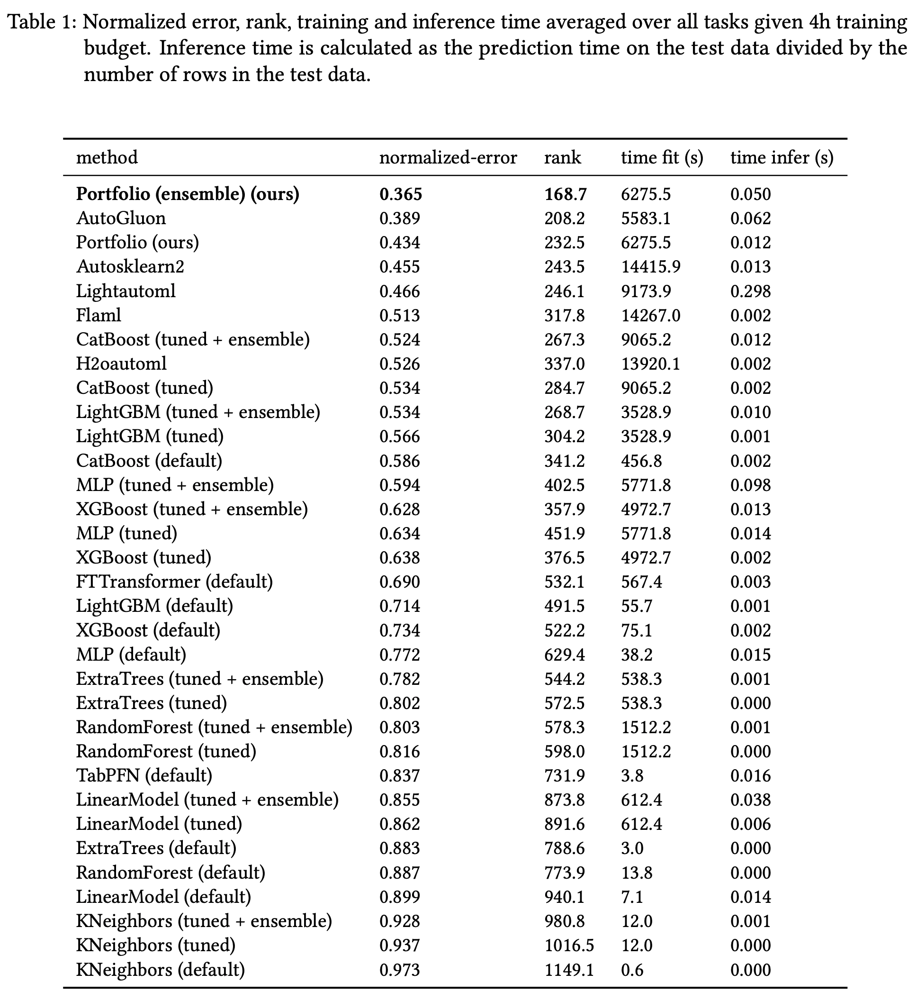 Table 1: Normalized error, rank, training and inference time averaged over all tasks given 4h training
budget. Inference time is calculated as the prediction time on the test data divided by the
number of rows in the test data.
method normalized-error rank time fit (s) time infer (s)
Portfolio (ensemble) (ours) 0.365 168.7 6275.5 0.050
AutoGluon 0.389 208.2 5583.1 0.062
Portfolio (ours) 0.434 232.5 6275.5 0.012
Autosklearn2 0.455 243.5 14415.9 0.013
Lightautoml 0.466 246.1 9173.9 0.298
Flaml 0.513 317.8 14267.0 0.002
CatBoost (tuned + ensemble) 0.524 267.3 9065.2 0.012
H2oautoml 0.526 337.0 13920.1 0.002
CatBoost (tuned) 0.534 284.7 9065.2 0.002
LightGBM (tuned + ensemble) 0.534 268.7 3528.9 0.010
LightGBM (tuned) 0.566 304.2 3528.9 0.001
CatBoost (default) 0.586 341.2 456.8 0.002
MLP (tuned + ensemble) 0.594 402.5 5771.8 0.098
XGBoost (tuned + ensemble) 0.628 357.9 4972.7 0.013
MLP (tuned) 0.634 451.9 5771.8 0.014
XGBoost (tuned) 0.638 376.5 4972.7 0.002
FTTransformer (default) 0.690 532.1 567.4 0.003
LightGBM (default) 0.714 491.5 55.7 0.001
XGBoost (default) 0.734 522.2 75.1 0.002
MLP (default) 0.772 629.4 38.2 0.015
ExtraTrees (tuned + ensemble) 0.782 544.2 538.3 0.001
ExtraTrees (tuned) 0.802 572.5 538.3 0.000
RandomForest (tuned + ensemble) 0.803 578.3 1512.2 0.001
RandomForest (tuned) 0.816 598.0 1512.2 0.000
TabPFN (default) 0.837 731.9 3.8 0.016
LinearModel (tuned + ensemble) 0.855 873.8 612.4 0.038
LinearModel (tuned) 0.862 891.6 612.4 0.006
ExtraTrees (default) 0.883 788.6 3.0 0.000
RandomForest (default) 0.887 773.9 13.8 0.000
LinearModel (default) 0.899 940.1 7.1 0.014
KNeighbors (tuned + ensemble) 0.928 980.8 12.0 0.001
KNeighbors (tuned) 0.937 1016.5 12.0 0.000
KNeighbors (default) 0.973 1149.1 0.6 0.000